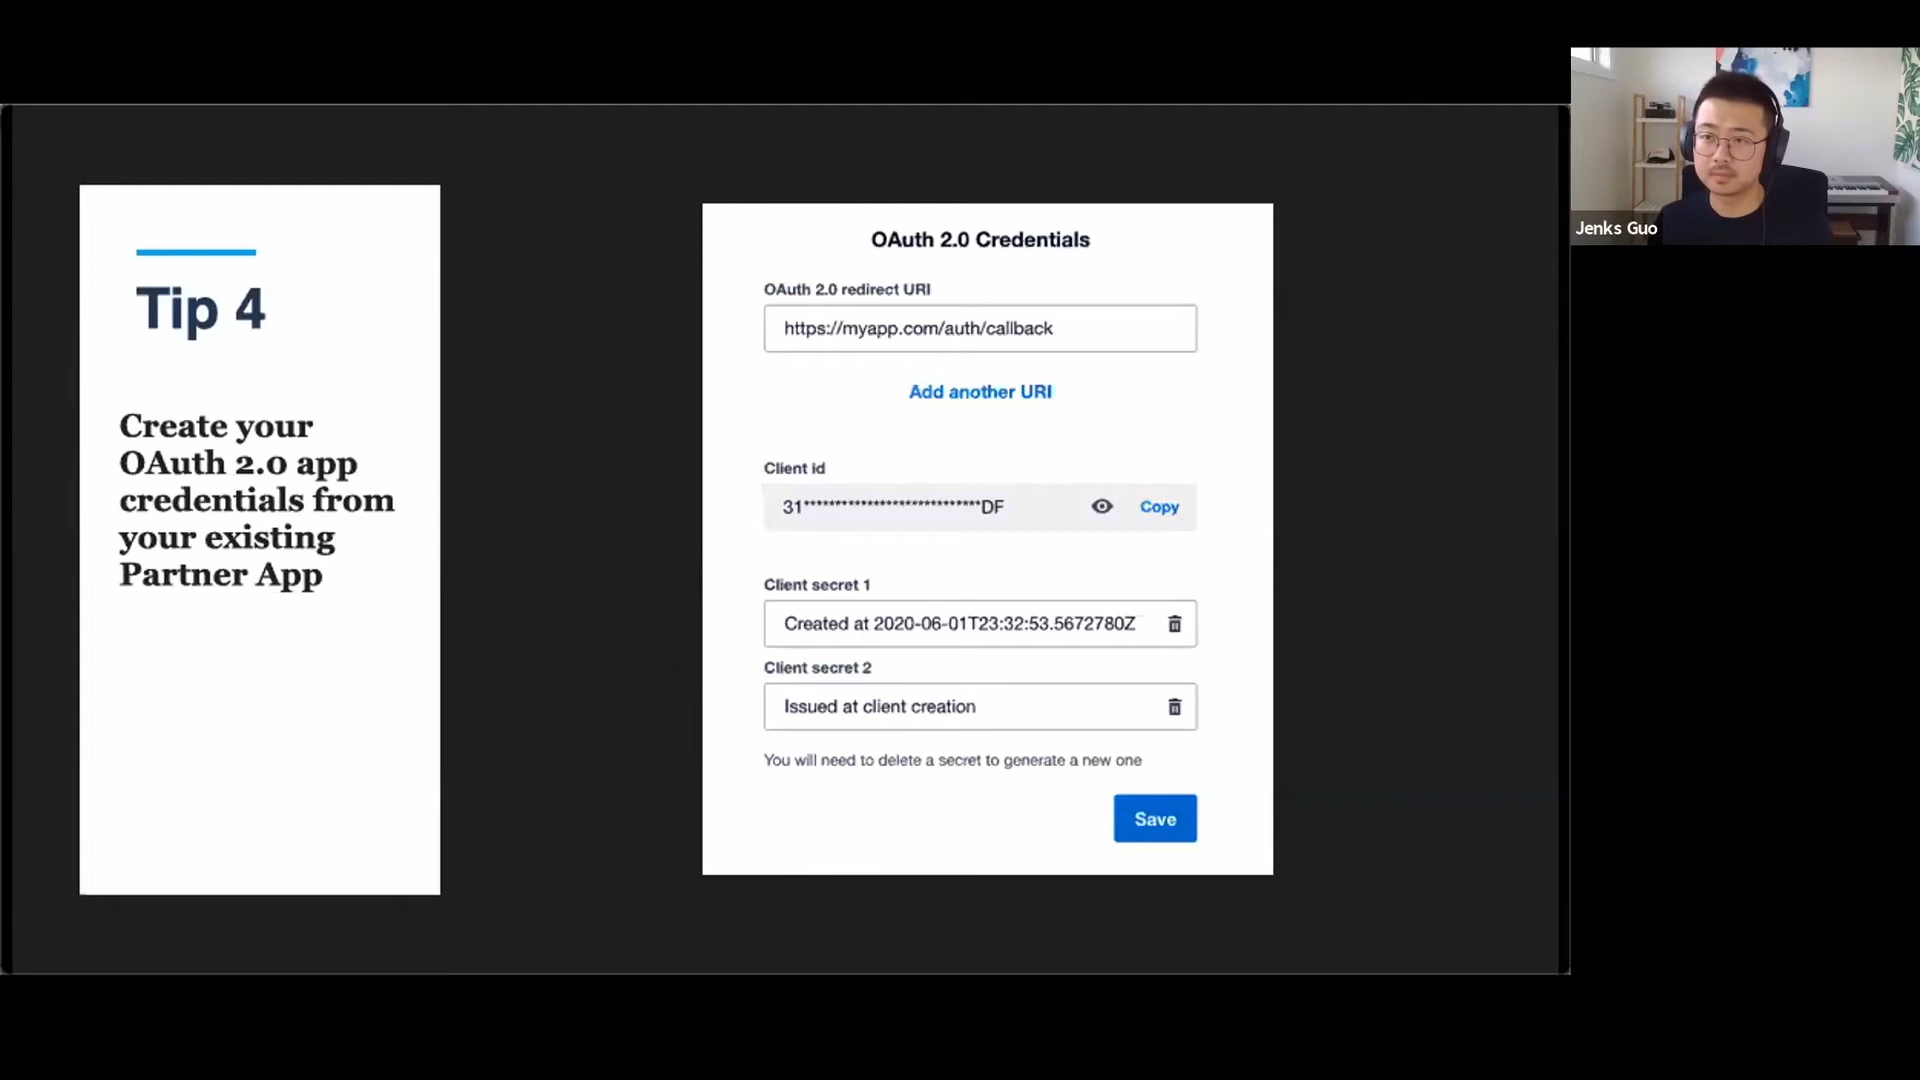 Tip 4
Create your
OAuth 2.0 app
credentials from
your existing
Partner App
OAuth 2.0 Credentials
OAuth 2.0 redirect URI
https://myapp.com/auth/callback
Add another URI
Client id
31****************************DF
Copy
Client secret 1
Created at 2020-06-01T23:32:53.5672780Z
Client secret 2
Issued at client creation
You will need to delete a secret to generate a new one
Save
Jenks Guo